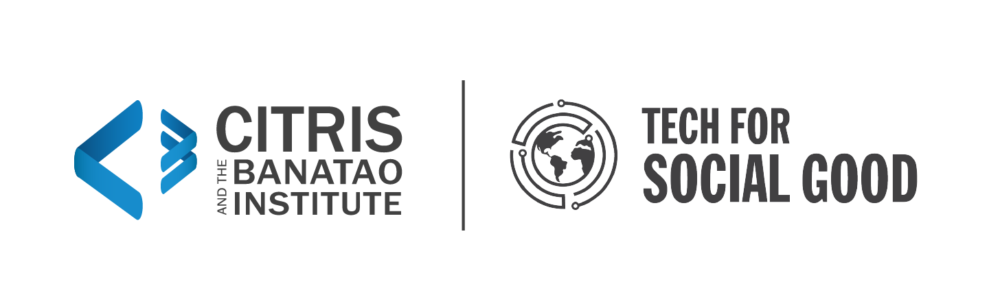 CITRIS
AND THE
BANATAO
INSTITUTE
TECH FOR
SOCIAL GOOD